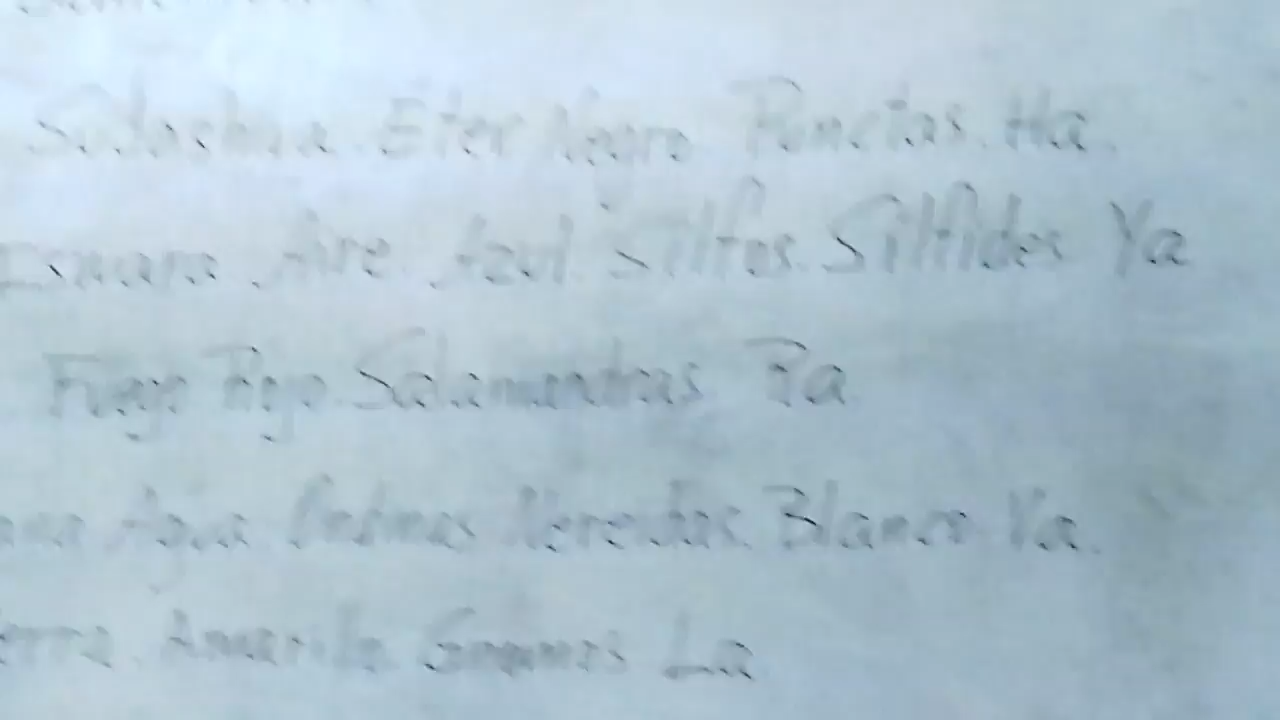 Eter Negro Punctas. Ha.
Aire Azul. Silfos. Silfides Ya
Fuego Rojo. Salamandras Ra
Agua Ondinas Nereidas. Blanco Va.
Amarillo Gnomos La